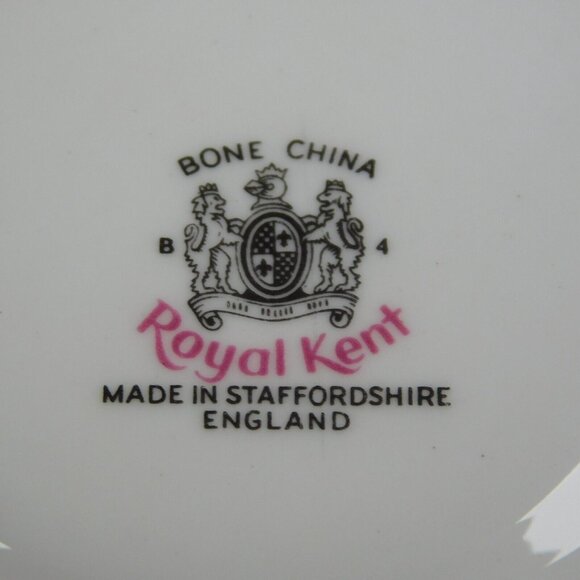 BONE CHINA
B 4
Royal Kent
MADE IN STAFFORDSHIRE
ENGLAND